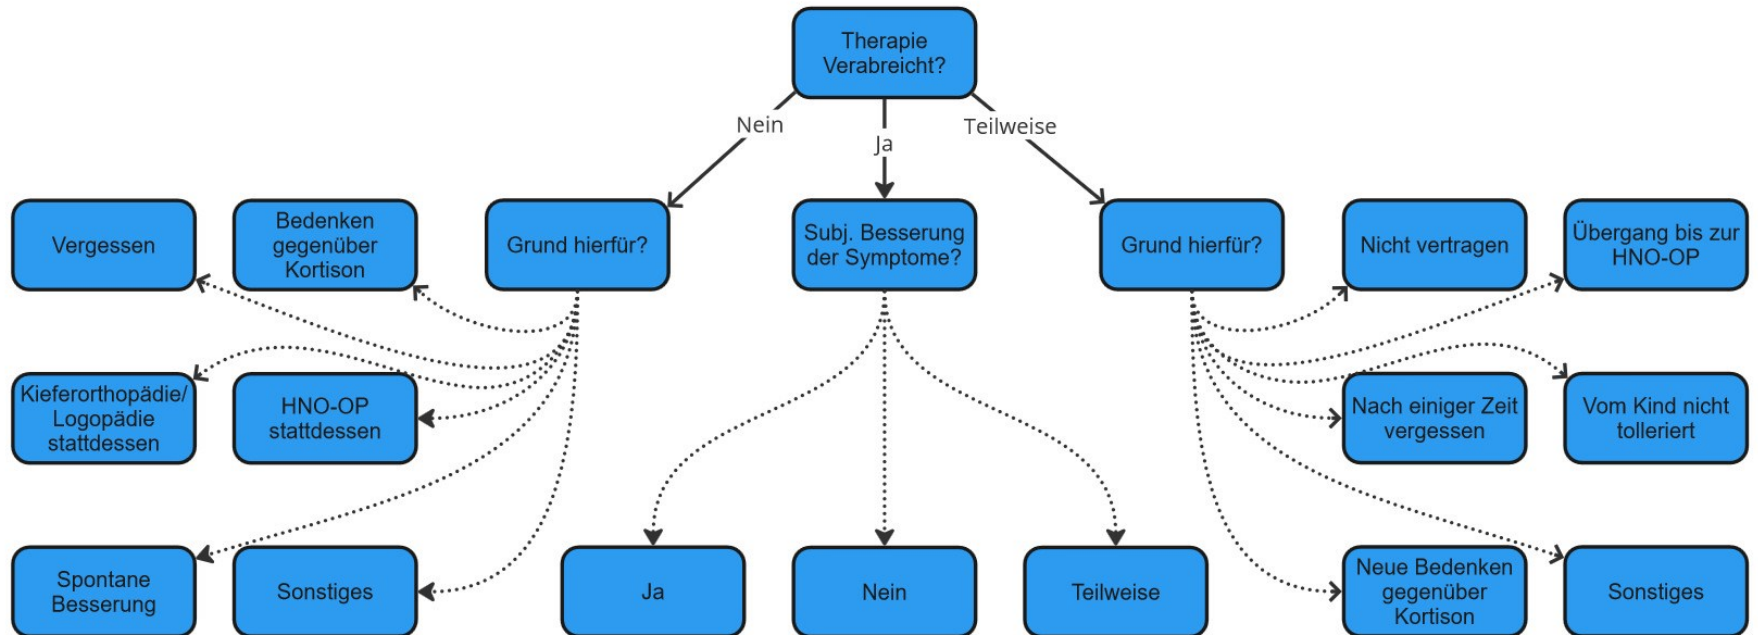 Therapie
Verabreicht?
Nein
Ja
Teilweise
Vergessen
Bedenken
gegenüber
Kortison
Grund hierfür?
Subj. Besserung
der Symptome?
Grund hierfür?
Nicht vertragen
Übergang bis zur
HNO-OP
Kieferorthopädie/
Logopädie
stattdessen
HNO-OP
stattdessen
Nach einiger Zeit
vergessen
Vom Kind nicht
tolleriert
Spontane
Besserung
Sonstiges
Ja
Nein
Teilweise
Neue Bedenken
gegenüber
Kortison
Sonstiges